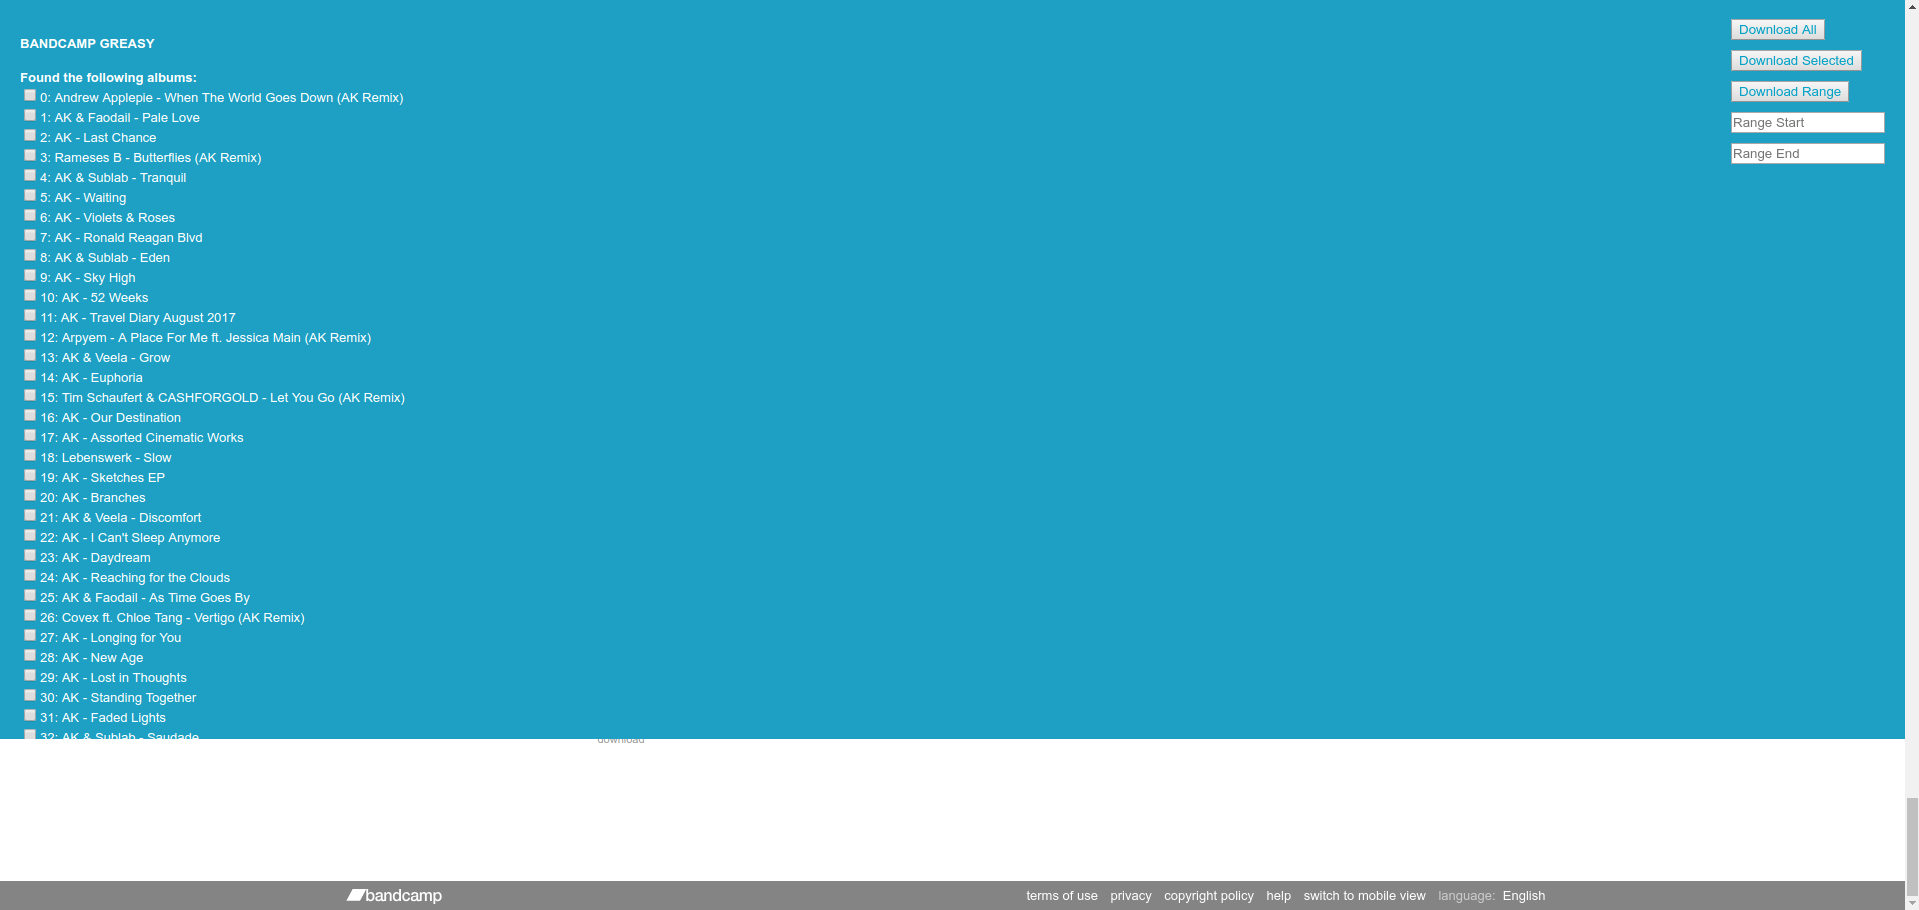 BANDCAMP GREASY
Download All
Download Selected
Download Range
Range Start
Range End
Found the following albums:
0: Andrew Applepie - When The World Goes Down (AK Remix)
1: AK & Faodail - Pale Love
2: AK - Last Chance
3: Rameses B - Butterflies (AK Remix)
4: AK & Sublab - Tranquil
5: AK - Waiting
6: AK - Violets & Roses
7: AK - Ronald Reagan Blvd
8: AK & Sublab - Eden
9: AK - Sky High
10: AK - 52 Weeks
11: AK - Travel Diary August 2017
12: Arpyem - A Place For Me ft. Jessica Main (AK Remix)
13: AK & Veela - Grow
14: AK - Euphoria
15: Tim Schaufert & CASHFORGOLD - Let You Go (AK Remix)
16: AK - Our Destination
17: AK - Assorted Cinematic Works
18: Lebenswerk - Slow
19: AK - Sketches EP
20: AK - Branches
21: AK & Veela - Discomfort
22: AK - I Can't Sleep Anymore
23: AK - Daydream
24: AK - Reaching for the Clouds
25: AK & Faodail - As Time Goes By
26: Covex ft. Chloe Tang - Vertigo (AK Remix)
27: AK - Longing for You
28: AK - New Age
29: AK - Lost in Thoughts
30: AK - Standing Together
31: AK - Faded Lights
32: AK & Sublab - Saudade
download
bandcamp
terms of use privacy copyright policy help switch to mobile view language: English